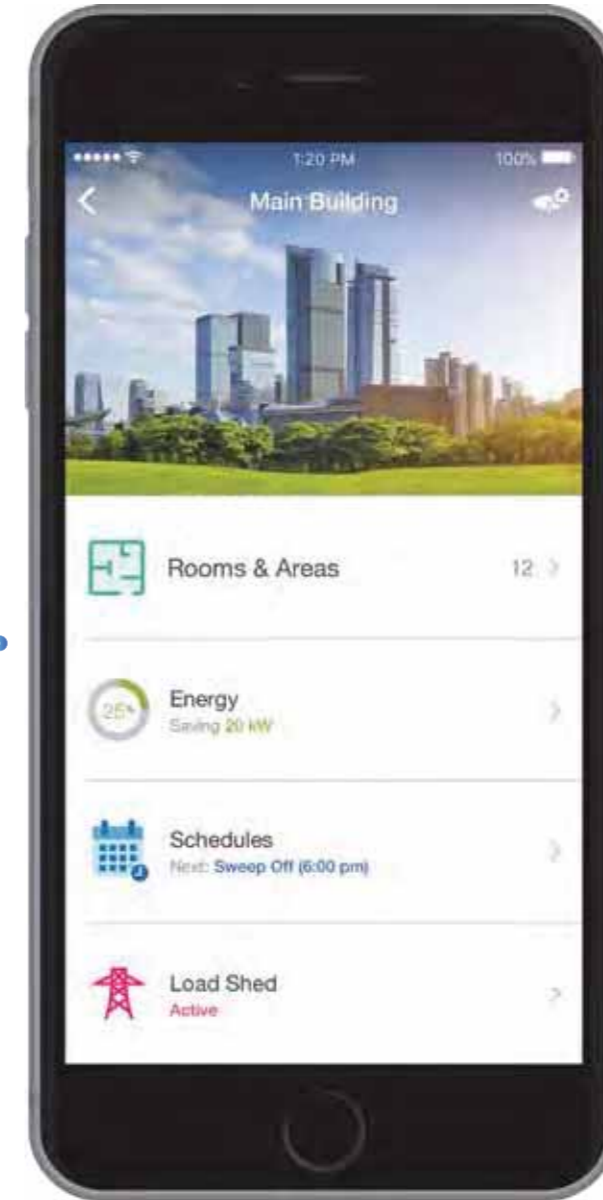 1:20 PM
100%
Main Building
Rooms & Areas
12
25%
Energy
Saving 20 kW
Schedules
Next: Sweep Off (6:00 pm)
Load Shed
Active